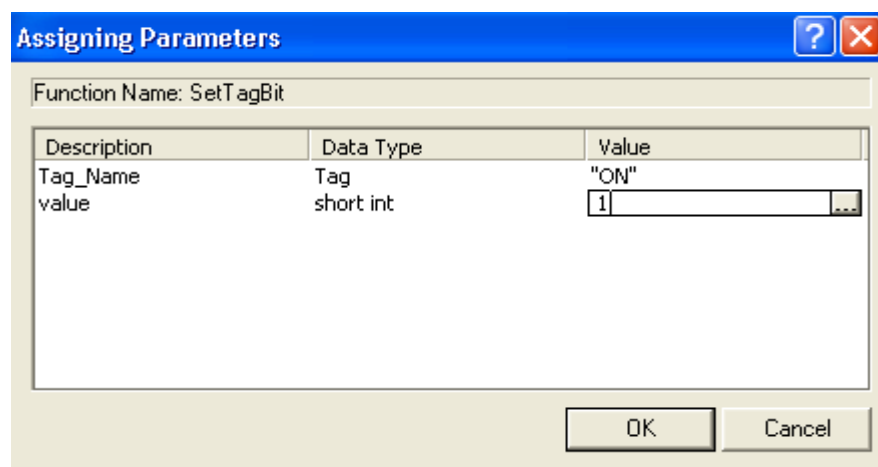 Assigning Parameters
Function Name: SetTagBit
Description Data Type Value
Tag_Name Tag "ON"
value short int 1 ...
OK Cancel